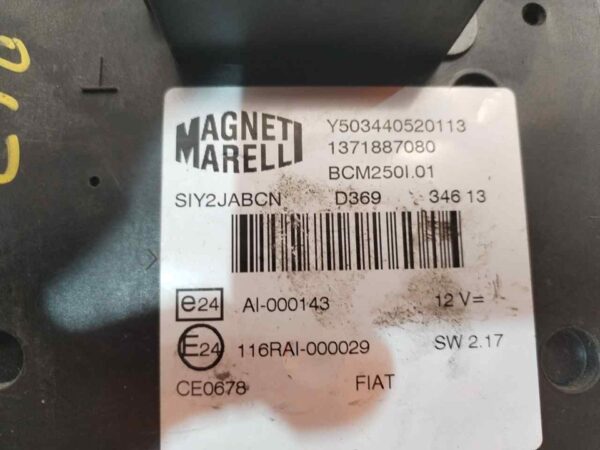 MAGNETI
MARELLI
Y503440520113
1371887080
BCM250I.01
SIY2JABCN D369 346 13
e24 AI-000143 12 V=
E24 116RAI-000029 SW 2.17
CE0678 FIAT